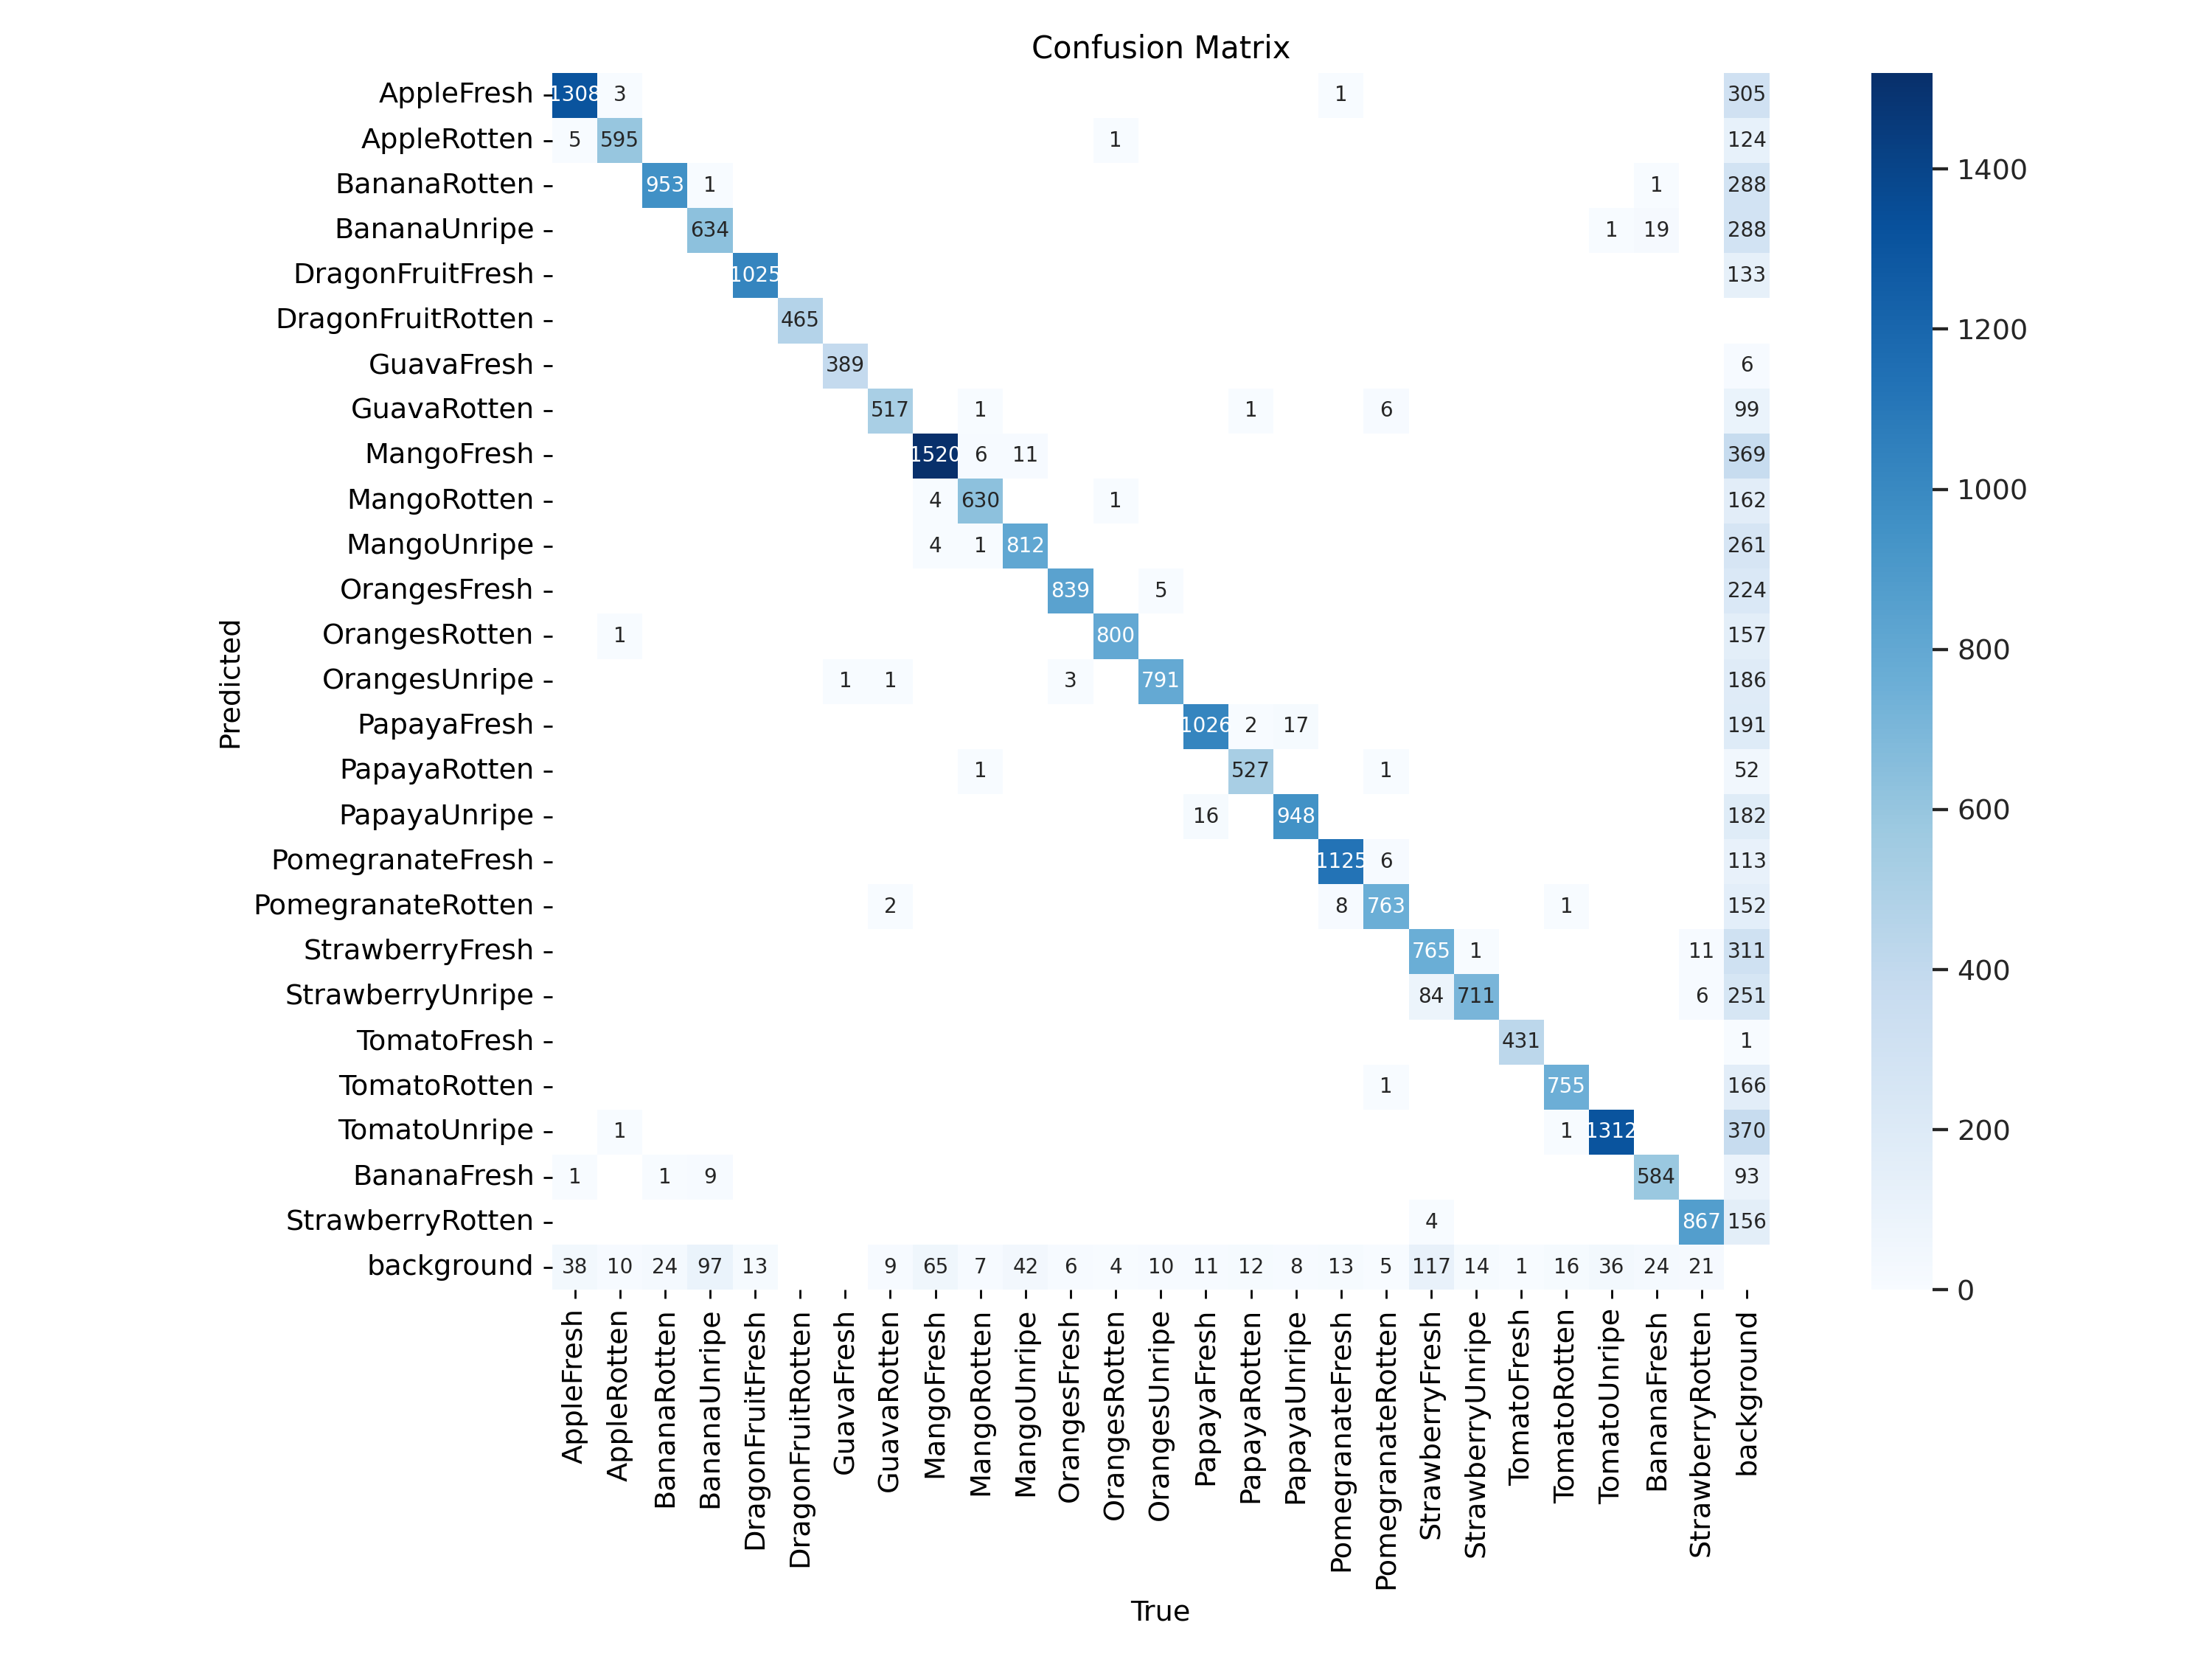 Confusion Matrix
AppleFresh 1308 3 1 305
AppleRotten 5 595 1 124
BananaRotten 953 1 1 288
BananaUnripe 634 1 19 288
DragonFruitFresh 1025 133
DragonFruitRotten 465
GuavaFresh 389 6
GuavaRotten 517 1 1 6 99
MangoFresh 1520 6 11 369
MangoRotten 4 630 1 162
MangoUnripe 4 1 812 261
OrangesFresh 839 5 224
OrangesRotten 1 800 157
OrangesUnripe 1 1 3 791 186
PapayaFresh 1026 2 17 191
PapayaRotten 1 527 1 52
PapayaUnripe 16 948 182
PomegranateFresh 1125 6 113
PomegranateRotten 2 8 763 1 152
StrawberryFresh 765 1 11 311
StrawberryUnripe 84 711 6 251
TomatoFresh 431 1
TomatoRotten 1 755 166
TomatoUnripe 1 1 1312 370
BananaFresh 1 1 9 584 93
StrawberryRotten 4 867 156
background 38 10 24 97 13 9 65 7 42 6 4 10 11 12 8 13 5 117 14 1 16 36 24 21
Predicted
AppleFresh
AppleRotten
BananaRotten
BananaUnripe
DragonFruitFresh
DragonFruitRotten
GuavaFresh
GuavaRotten
MangoFresh
MangoRotten
MangoUnripe
OrangesFresh
OrangesRotten
OrangesUnripe
PapayaFresh
PapayaRotten
PapayaUnripe
PomegranateFresh
PomegranateRotten
StrawberryFresh
StrawberryUnripe
TomatoFresh
TomatoRotten
TomatoUnripe
BananaFresh
StrawberryRotten
background
True
1400
1200
1000
800
600
400
200
0